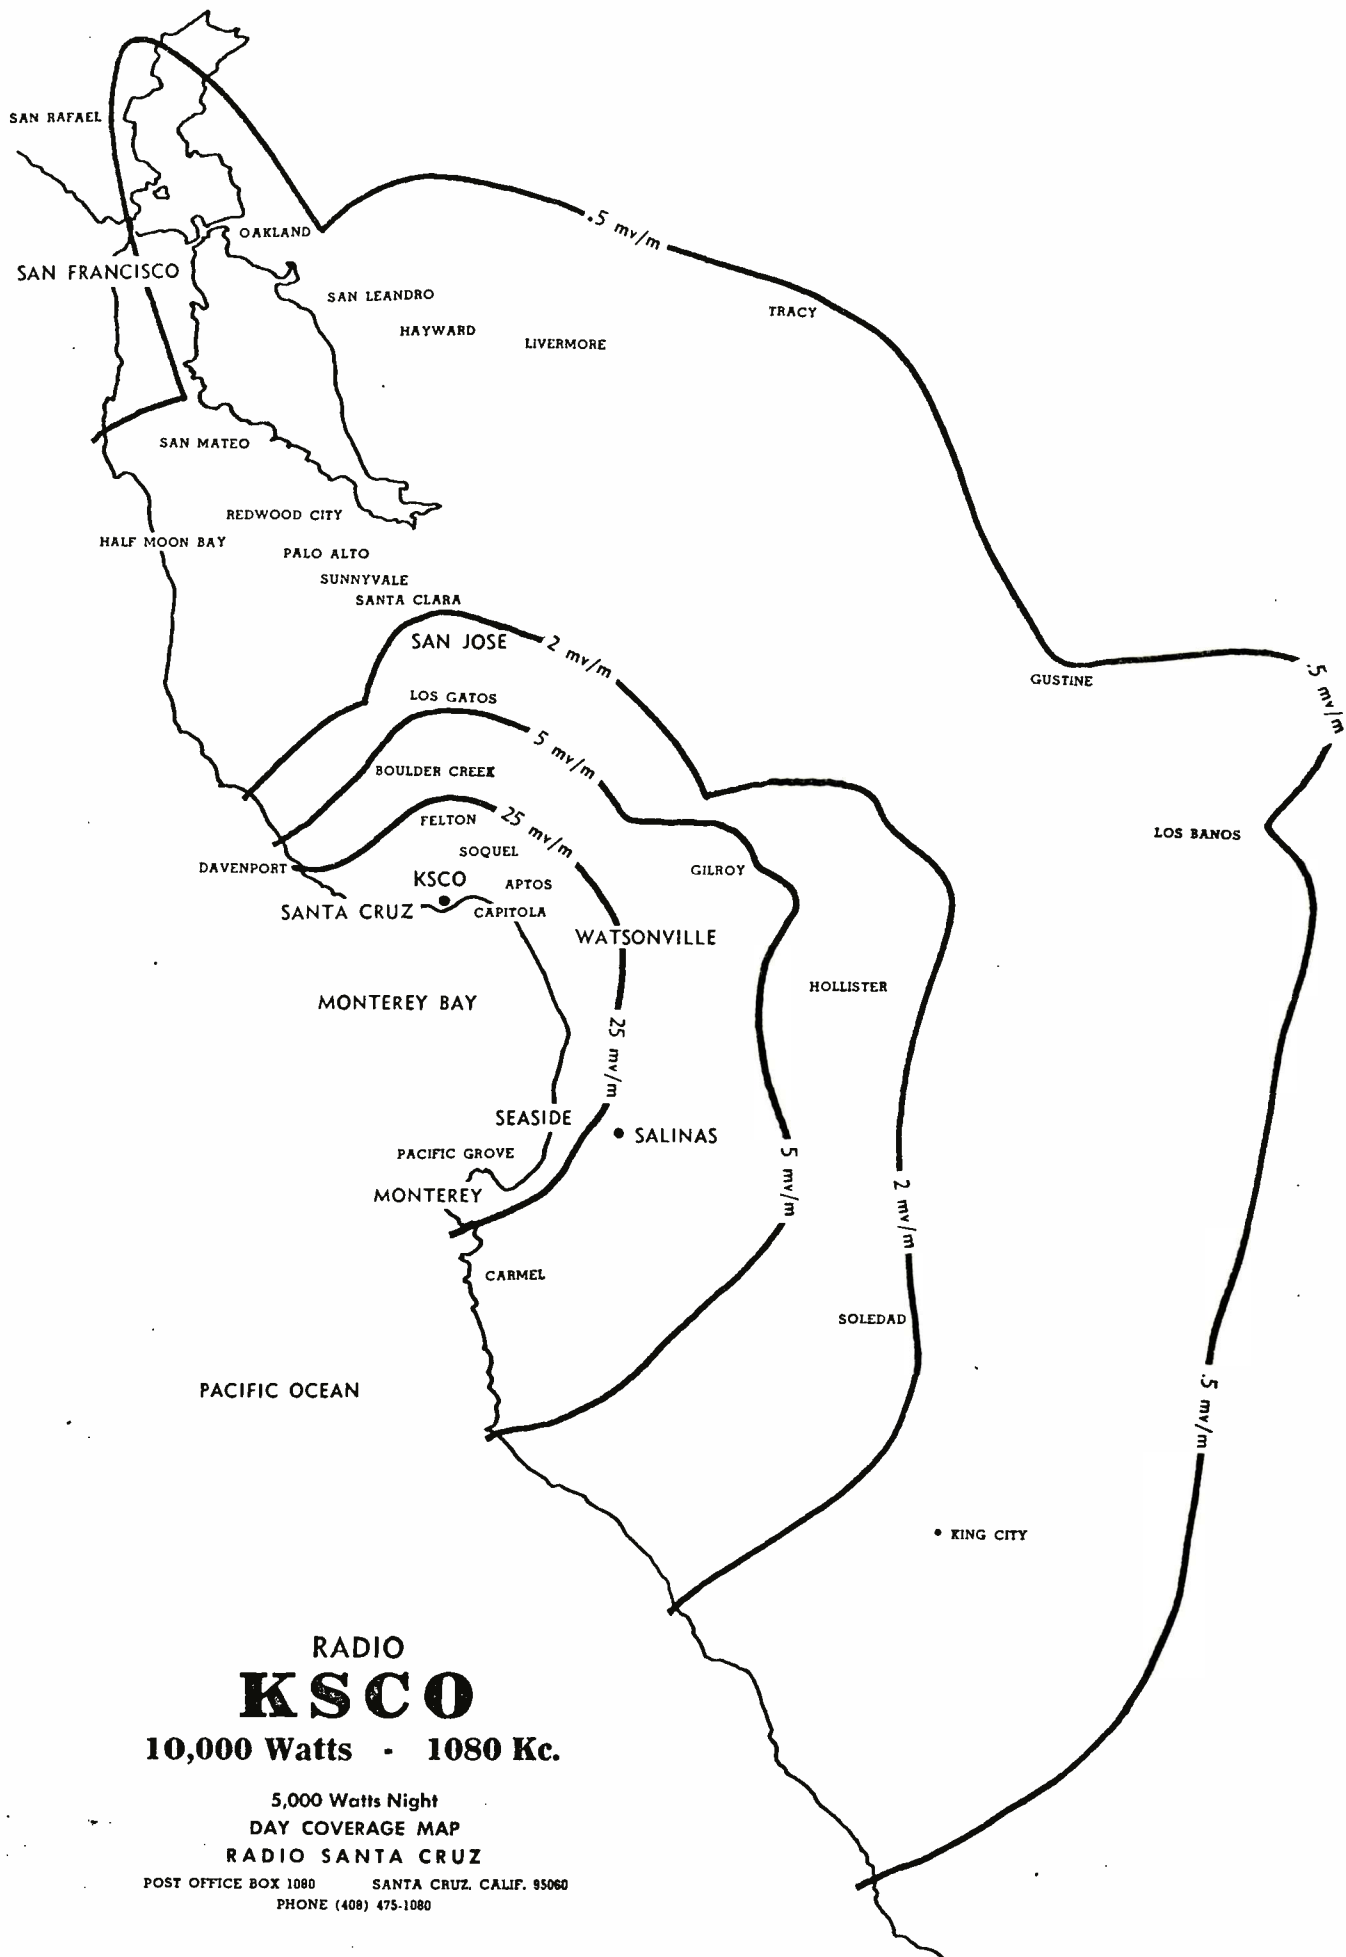 SAN RAFAEL
.5 mv/m
OAKLAND
SAN FRANCISCO
SAN LEANDRO
TRACY
HAYWARD
LIVERMORE
SAN MATEO
REDWOOD CITY
HALF MOON BAY
PALO ALTO
SUNNYVALE
SANTA CLARA
SAN JOSE
2 mv/m
GUSTINE
.5 mv/m
LOS GATOS
5 mv/m
BOULDER CREEK
FELTON
25 mv/m
LOS BANOS
SOQUEL
DAVENPORT
GILROY
KSCO
APTOS
SANTA CRUZ
CAPITOLA
WATSONVILLE
HOLLISTER
MONTEREY BAY
25 mv/m
SEASIDE
SALINAS
PACIFIC GROVE
5 mv/m
MONTEREY
2 mv/m
CARMEL
SOLEDAD
PACIFIC OCEAN
.5 mv/m
KING CITY
RADIO
KSCO
10,000 Watts - 1080 Kc.
5,000 Watts Night
DAY COVERAGE MAP
RADIO SANTA CRUZ
POST OFFICE BOX 1080 SANTA CRUZ, CALIF. 95060
PHONE (408) 475-1080